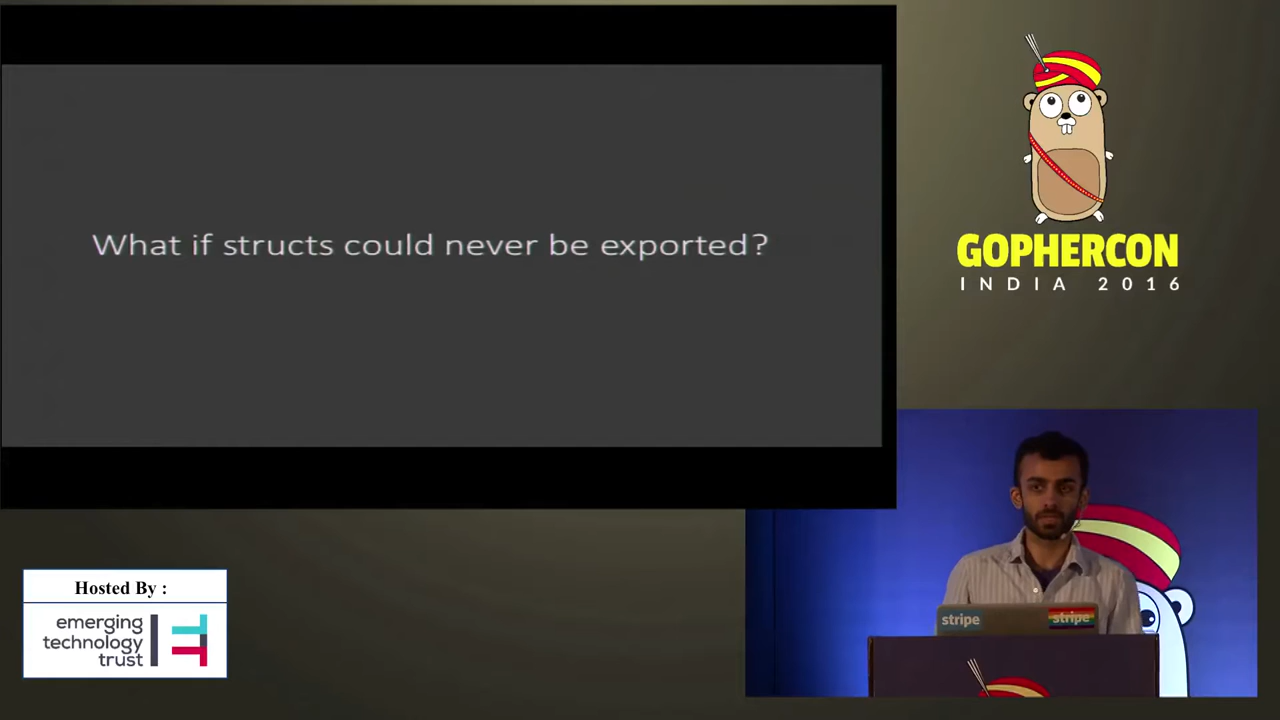 What if structs could never be exported?
GOPHERCON
INDIA 2016
Hosted By :
emerging
technology
trust
stripe
stripe